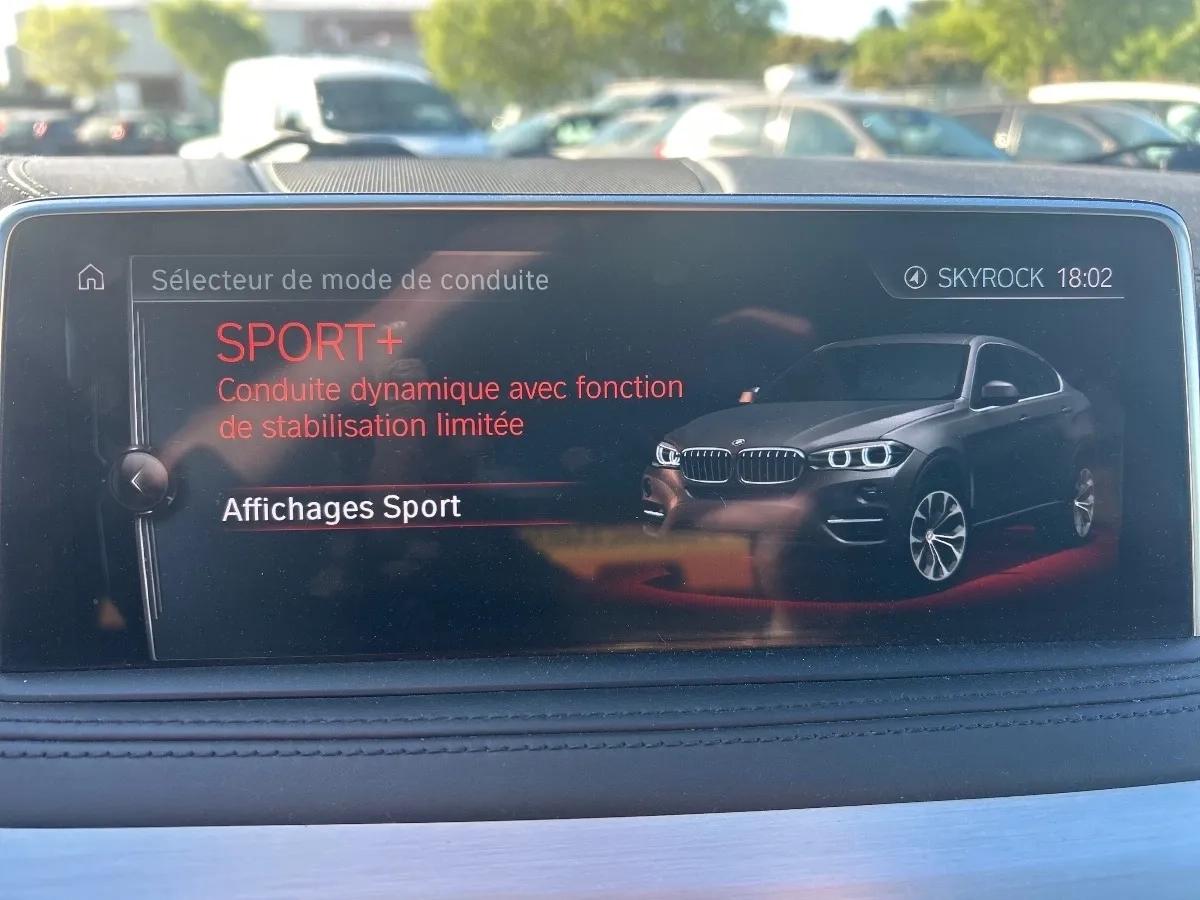 Sélecteur de mode de conduite
SKYROCK 18:02
SPORT+
Conduite dynamique avec fonction
de stabilisation limitée
Affichages Sport